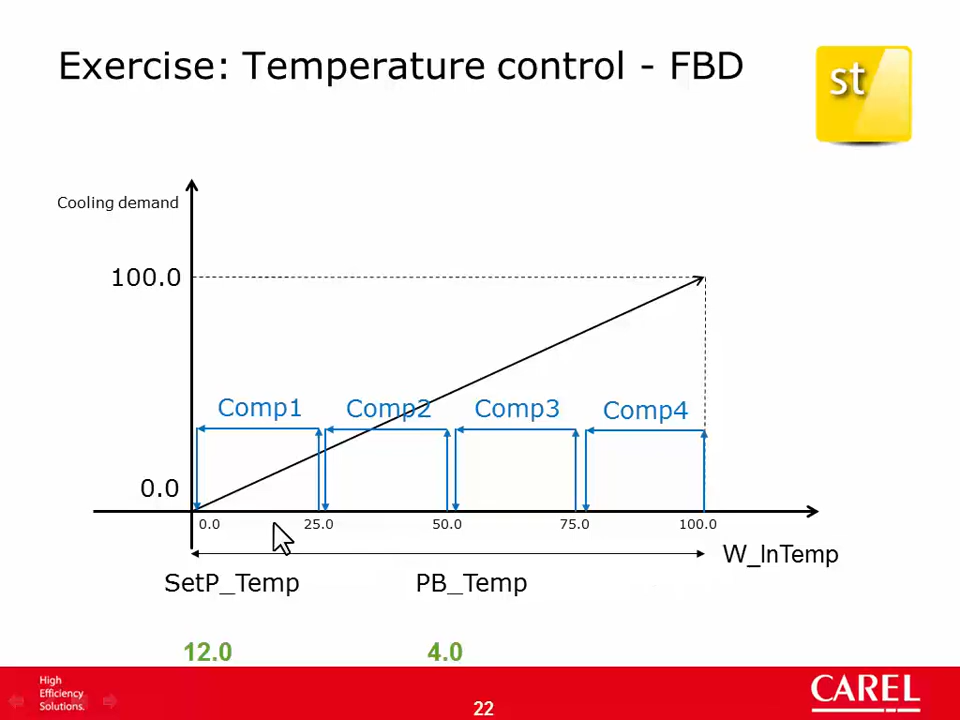 Exercise: Temperature control - FBD
st
Cooling demand
100.0
Comp1 Comp2 Comp3 Comp4
0.0
0.0 25.0 50.0 75.0 100.0
W_InTemp
SetP_Temp PB_Temp
12.0 4.0
High
Efficiency
Solutions.
22
CAREL